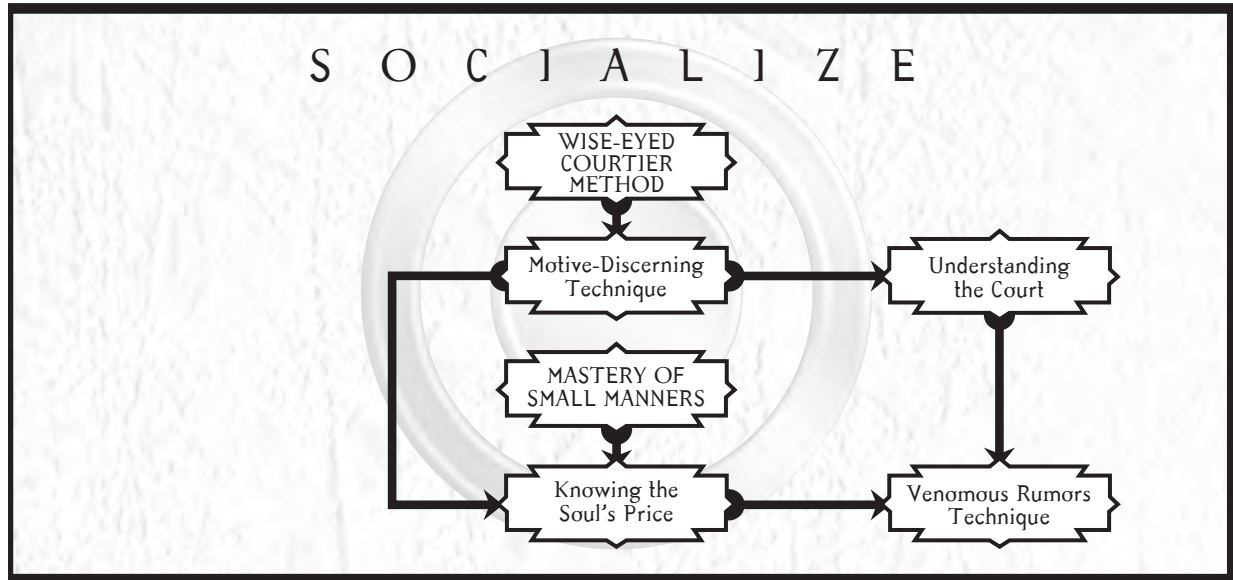 SOCIALIZE
WISE-EYED
COURTIER
METHOD
Motive-Discerning
Technique
Understanding
the Court
MASTERY OF
SMALL MANNERS
Knowing the
Soul's Price
Venomous Rumors
Technique